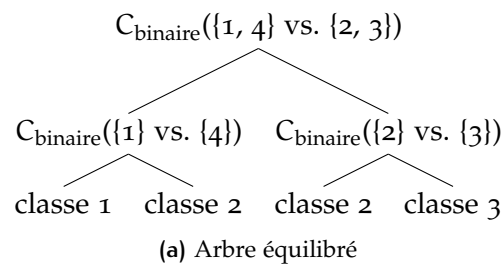 C_binaire({1, 4} vs. {2, 3})
C_binaire({1} vs. {4}) C_binaire({2} vs. {3})
classe 1 classe 2 classe 2 classe 3
(a) Arbre équilibré